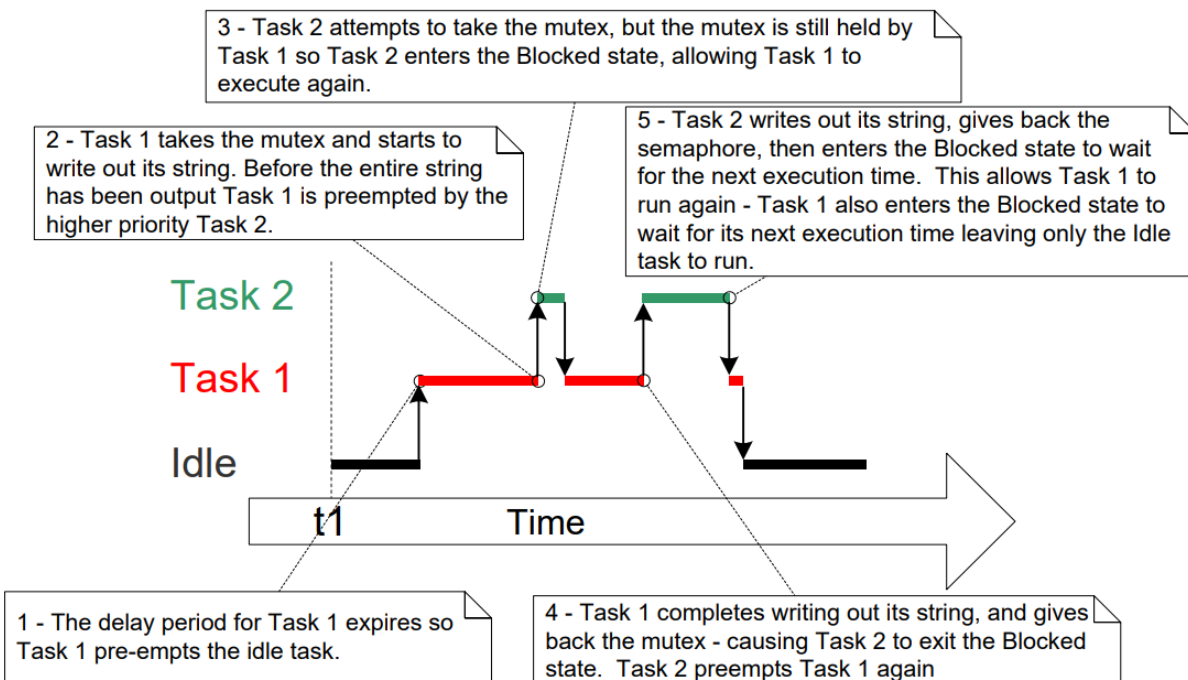 3 - Task 2 attempts to take the mutex, but the mutex is still held by
Task 1 so Task 2 enters the Blocked state, allowing Task 1 to
execute again.
2 - Task 1 takes the mutex and starts to
write out its string. Before the entire string
has been output Task 1 is preempted by the
higher priority Task 2.
5 - Task 2 writes out its string, gives back the
semaphore, then enters the Blocked state to wait
for the next execution time.  This allows Task 1 to
run again - Task 1 also enters the Blocked state to
wait for its next execution time leaving only the Idle
task to run.
Task 2
Task 1
Idle
t1
Time
1 - The delay period for Task 1 expires so
Task 1 pre-empts the idle task.
4 - Task 1 completes writing out its string, and gives
back the mutex - causing Task 2 to exit the Blocked
state.  Task 2 preempts Task 1 again